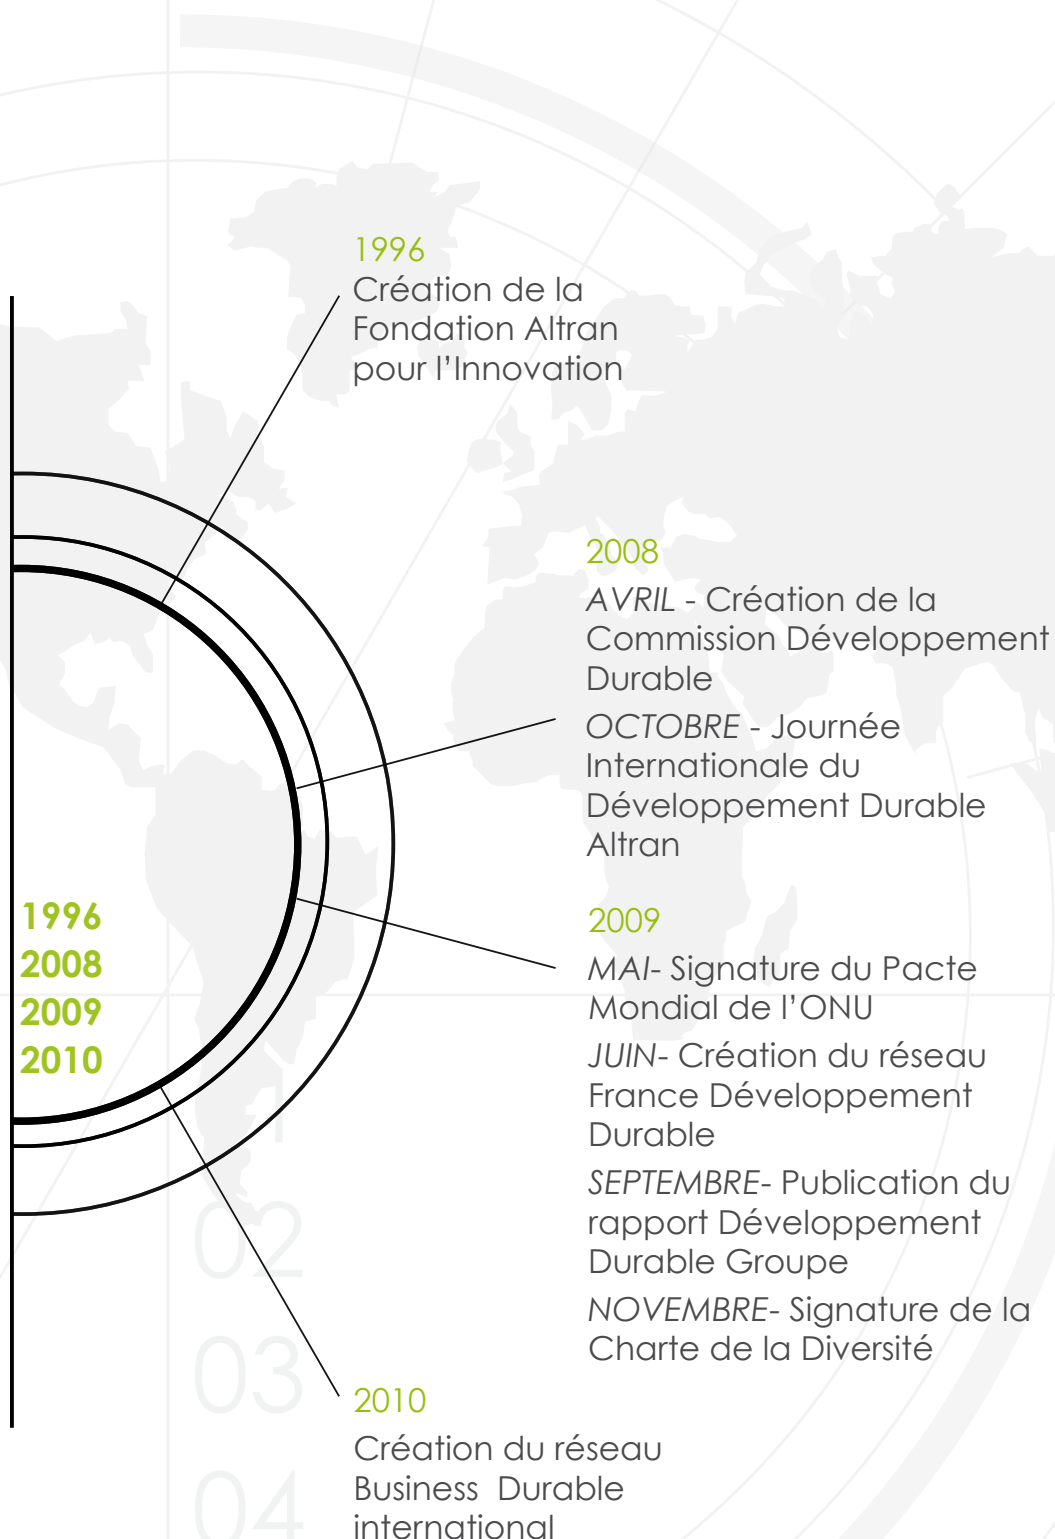 1996
Création de la
Fondation Altran
pour l’Innovation
2008
AVRIL - Création de la
Commission Développement
Durable
OCTOBRE - Journée
Internationale du
Développement Durable
Altran
1996
2008
2009
2010
2009
MAI- Signature du Pacte
Mondial de l’ONU
JUIN- Création du réseau
France Développement
Durable
SEPTEMBRE- Publication du
rapport Développement
Durable Groupe
NOVEMBRE- Signature de la
Charte de la Diversité
2010
Création du réseau
Business  Durable
international
1
02
03
04